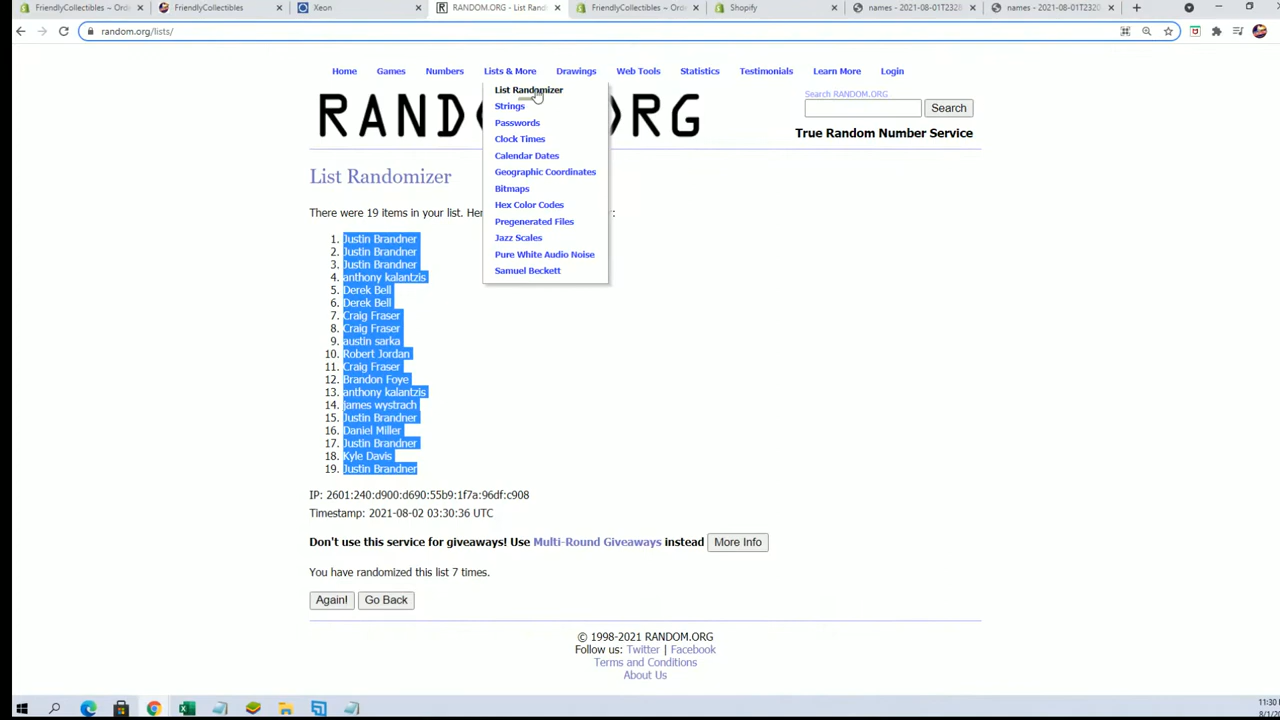 FriendlyCollectibles ~ Ord
FriendlyCollectibles
Xeon
RANDOM.ORG - List Rand
FriendlyCollectibles ~ Ord
Shopify
names - 2021-08-01T2328
names - 2021-08-01T2320
random.org/lists/
Home Games Numbers Lists & More Drawings Web Tools Statistics Testimonials Learn More Login
List Randomizer
Strings
Passwords
Clock Times
Calendar Dates
Geographic Coordinates
Bitmaps
Hex Color Codes
Pregenerated Files
Jazz Scales
Pure White Audio Noise
Samuel Beckett
RAND RG
Search RANDOM.ORG
Search
True Random Number Service
List Randomizer
There were 19 items in your list. Her :
1. Justin Brandner
2. Justin Brandner
3. Justin Brandner
4. anthony kalantzis
5. Derek Bell
6. Derek Bell
7. Craig Fraser
8. Craig Fraser
9. austin sarka
10. Robert Jordan
11. Craig Fraser
12. Brandon Foye
13. anthony kalantzis
14. james wystrach
15. Justin Brandner
16. Daniel Miller
17. Justin Brandner
18. Kyle Davis
19. Justin Brandner
IP: 2601:240:d900:d690:55b9:1f7a:96df:c908
Timestamp: 2021-08-02 03:30:36 UTC
Don't use this service for giveaways! Use Multi-Round Giveaways instead More Info
You have randomized this list 7 times.
Again! Go Back
© 1998-2021 RANDOM.ORG
Follow us: Twitter | Facebook
Terms and Conditions
About Us
11:30
8/1/